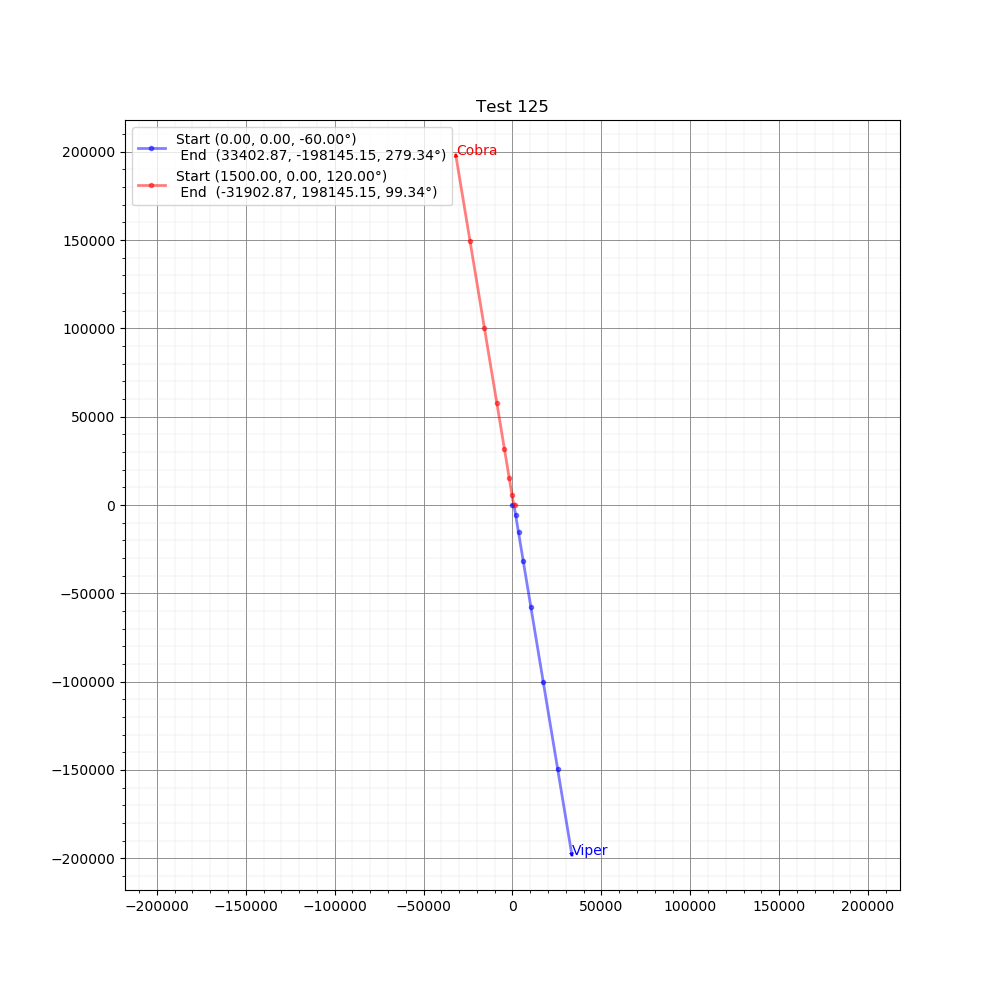 Test 125
Start (0.00, 0.00, -60.00°)
End (33402.87, -198145.15, 279.34°)
Start (1500.00, 0.00, 120.00°)
End (-31902.87, 198145.15, 99.34°)
Cobra
200000
150000
100000
50000
0
−50000
−100000
−150000
−200000
Viper
−200000 −150000 −100000 −50000 0 50000 100000 150000 200000